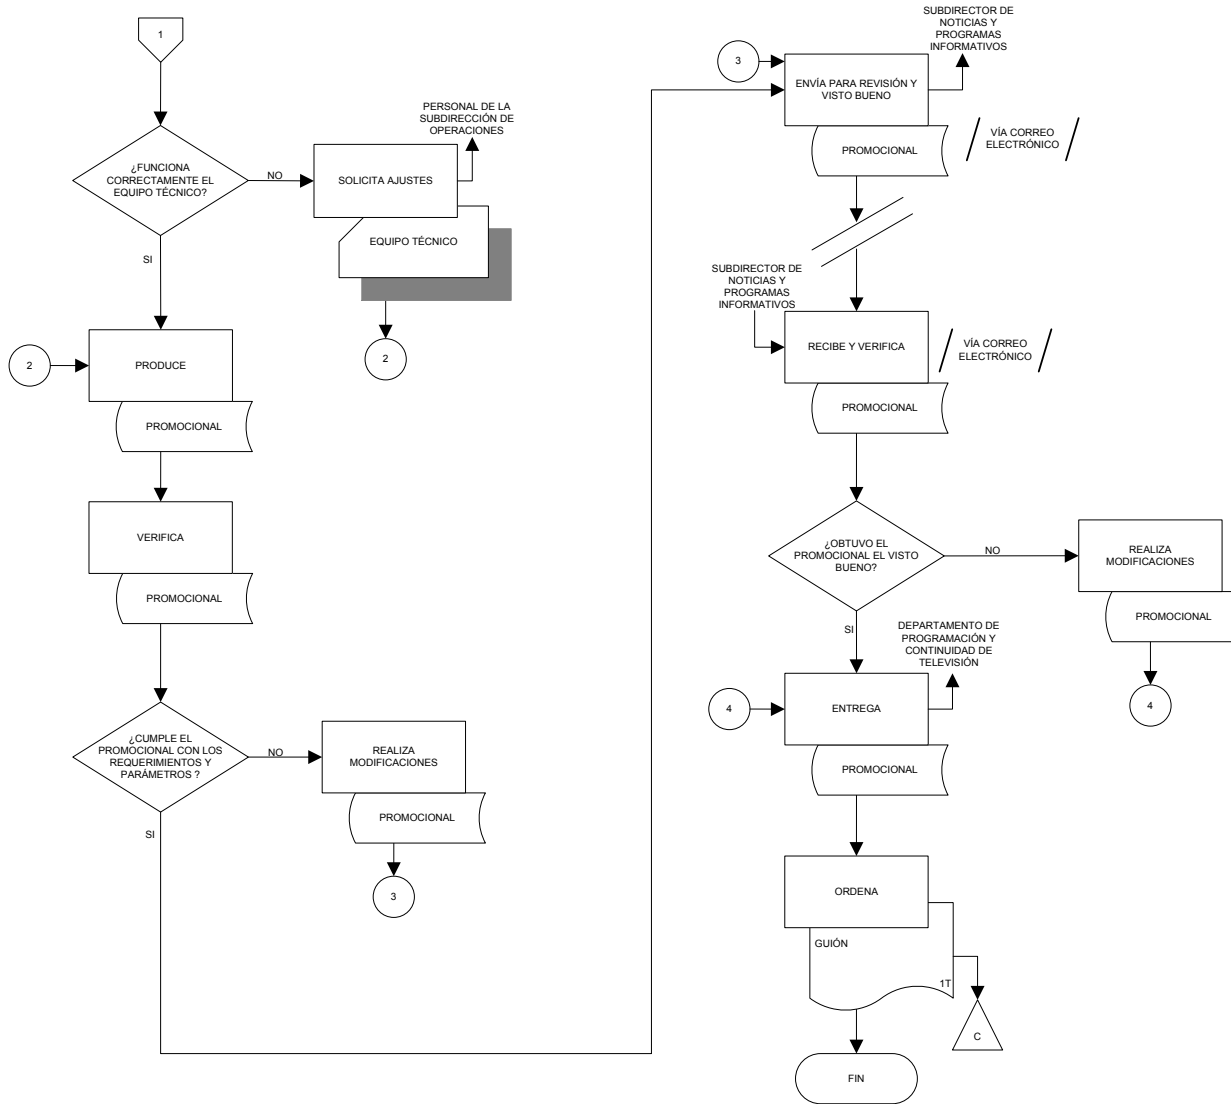 1
¿FUNCIONA
CORRECTAMENTE EL
EQUIPO TÉCNICO?
NO
SI
PERSONAL DE LA
SUBDIRECCIÓN DE
OPERACIONES
SOLICITA AJUSTES
EQUIPO TÉCNICO
2
2
PRODUCE
PROMOCIONAL
VERIFICA
PROMOCIONAL
¿CUMPLE EL
PROMOCIONAL CON LOS
REQUERIMIENTOS Y
PARÁMETROS ?
NO
SI
REALIZA
MODIFICACIONES
PROMOCIONAL
3
3
SUBDIRECTOR DE
NOTICIAS Y
PROGRAMAS
INFORMATIVOS
ENVÍA PARA REVISIÓN Y
VISTO BUENO
PROMOCIONAL
VÍA CORREO
ELECTRÓNICO
SUBDIRECTOR DE
NOTICIAS Y
PROGRAMAS
INFORMATIVOS
RECIBE Y VERIFICA
VÍA CORREO
ELECTRÓNICO
PROMOCIONAL
¿OBTUVO EL
PROMOCIONAL EL VISTO
BUENO?
NO
SI
REALIZA
MODIFICACIONES
PROMOCIONAL
4
DEPARTAMENTO DE
PROGRAMACIÓN Y
CONTINUIDAD DE
TELEVISIÓN
4
ENTREGA
PROMOCIONAL
ORDENA
GUIÓN
1T
C
FIN